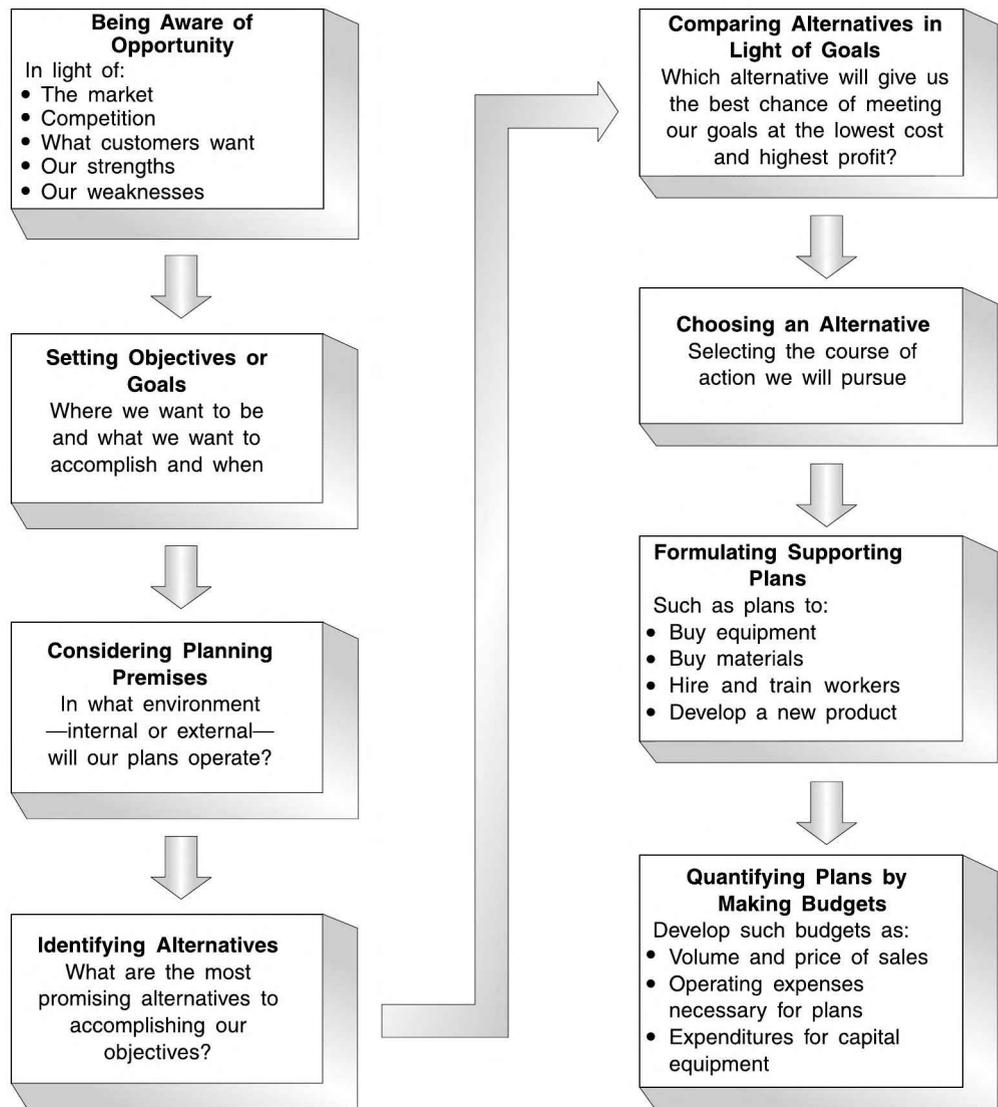 Being Aware of
Opportunity
In light of:
• The market
• Competition
• What customers want
• Our strengths
• Our weaknesses
Setting Objectives or
Goals
Where we want to be
and what we want to
accomplish and when
Considering Planning
Premises
In what environment
—internal or external—
will our plans operate?
Identifying Alternatives
What are the most
promising alternatives to
accomplishing our
objectives?
Comparing Alternatives in
Light of Goals
Which alternative will give us
the best chance of meeting
our goals at the lowest cost
and highest profit?
Choosing an Alternative
Selecting the course of
action we will pursue
Formulating Supporting
Plans
Such as plans to:
• Buy equipment
• Buy materials
• Hire and train workers
• Develop a new product
Quantifying Plans by
Making Budgets
Develop such budgets as:
• Volume and price of sales
• Operating expenses
necessary for plans
• Expenditures for capital
equipment